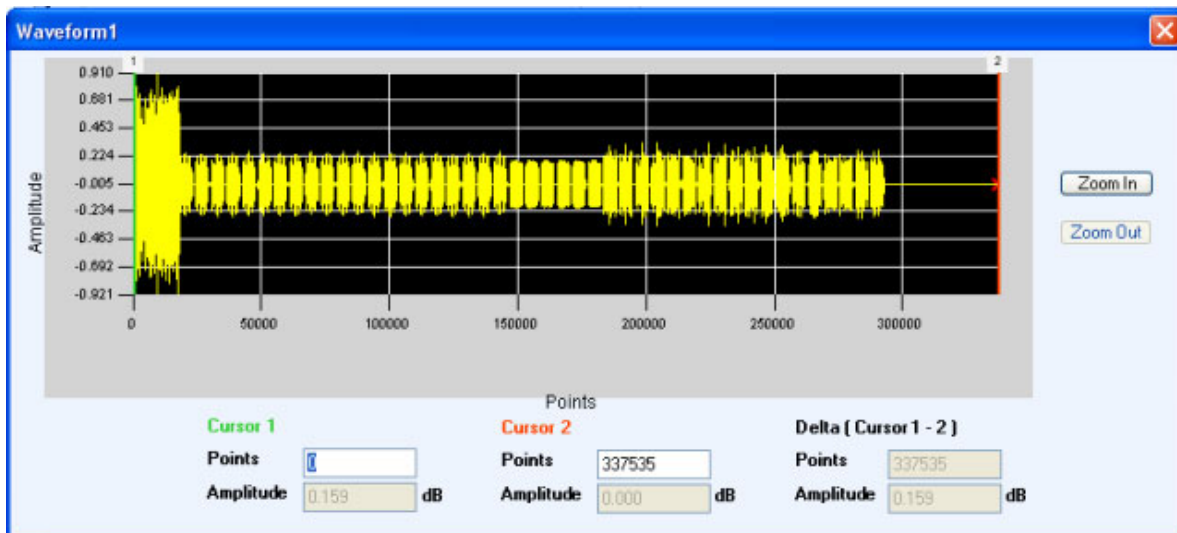 Waveform1
1
2
0.910
0.681
0.453
0.224
-0.005
-0.234
-0.463
-0.692
-0.921
Amplitude
0
50000
100000
150000
200000
250000
300000
Points
Zoom In
Zoom Out
Cursor 1
Cursor 2
Delta ( Cursor 1 - 2 )
Points 0
Points 337535
Points 337535
Amplitude 0.159 dB
Amplitude 0.000 dB
Amplitude 0.159 dB